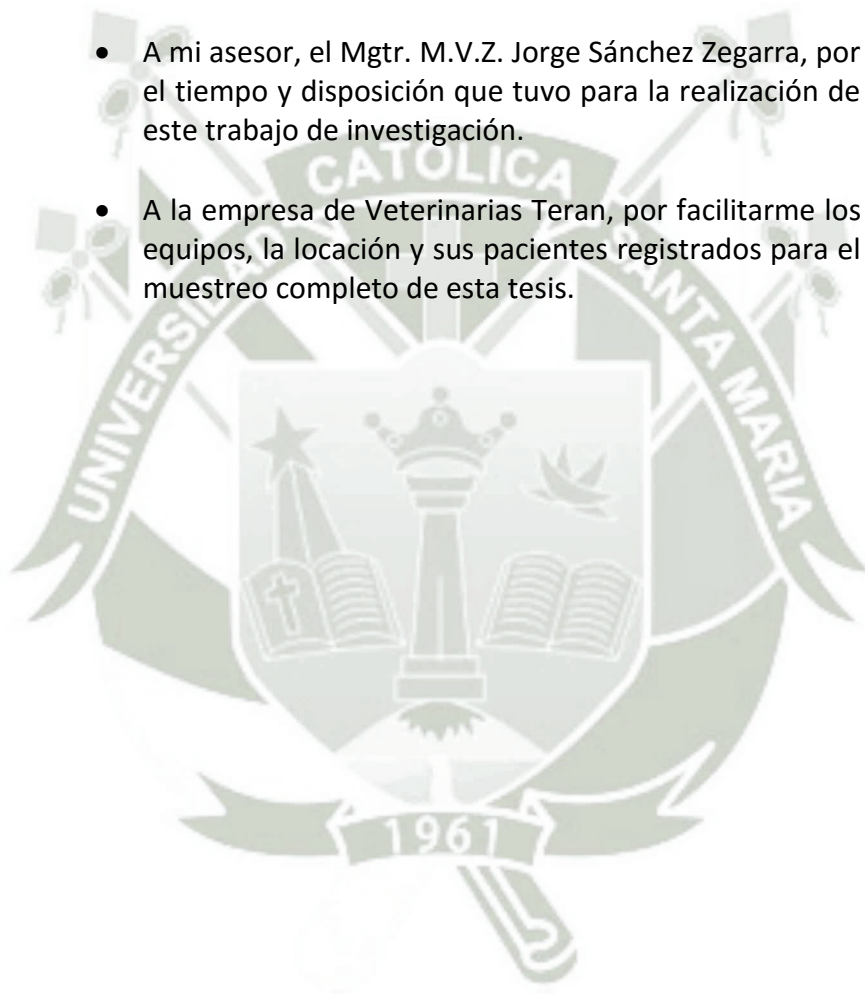 • A mi asesor, el Mgtr. M.V.Z. Jorge Sánchez Zegarra, por
el tiempo y disposición que tuvo para la realización de
este trabajo de investigación.
• A la empresa de Veterinarias Teran, por facilitarme los
equipos, la locación y sus pacientes registrados para el
muestreo completo de esta tesis.
UNIVERSIDAD CATOLICA SANTA MARIA
1961